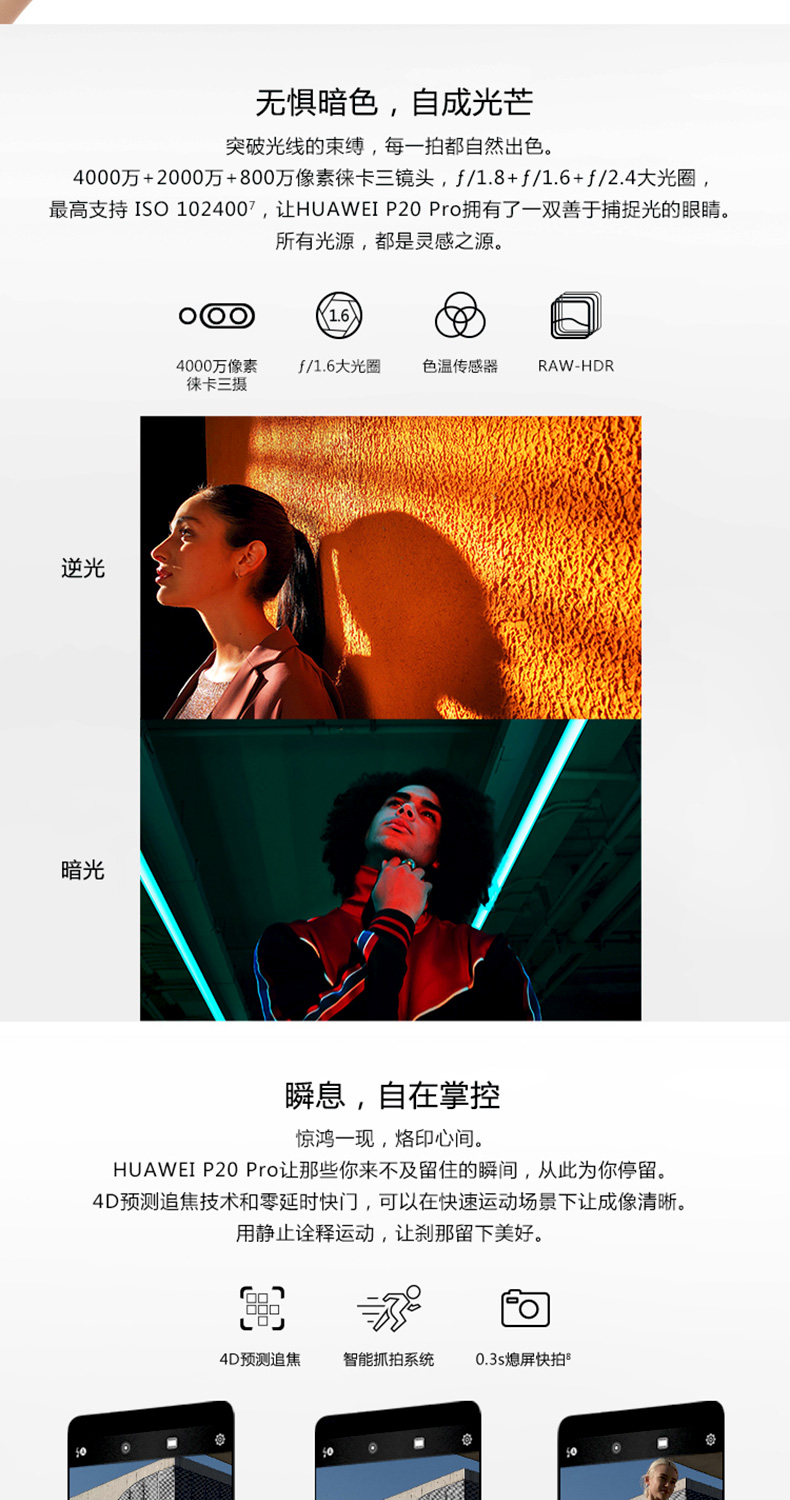 无惧暗色，自成光芒
突破光线的束缚，每一拍都自然出色。
4000万+2000万+800万像素徕卡三镜头，ƒ/1.8+ƒ/1.6+ƒ/2.4大光圈，
最高支持 ISO 102400⁷，让HUAWEI P20 Pro拥有了一双善于捕捉光的眼睛。
所有光源，都是灵感之源。
1.6
4000万像素
徕卡三摄
ƒ/1.6大光圈
色温传感器
RAW-HDR
逆光
暗光
瞬息，自在掌控
惊鸿一现，烙印心间。
HUAWEI P20 Pro让那些你来不及留住的瞬间，从此为你停留。
4D预测追焦技术和零延时快门，可以在快速运动场景下让成像清晰。
用静止诠释运动，让刹那留下美好。
4D预测追焦
智能抓拍系统
0.3s熄屏快拍⁸